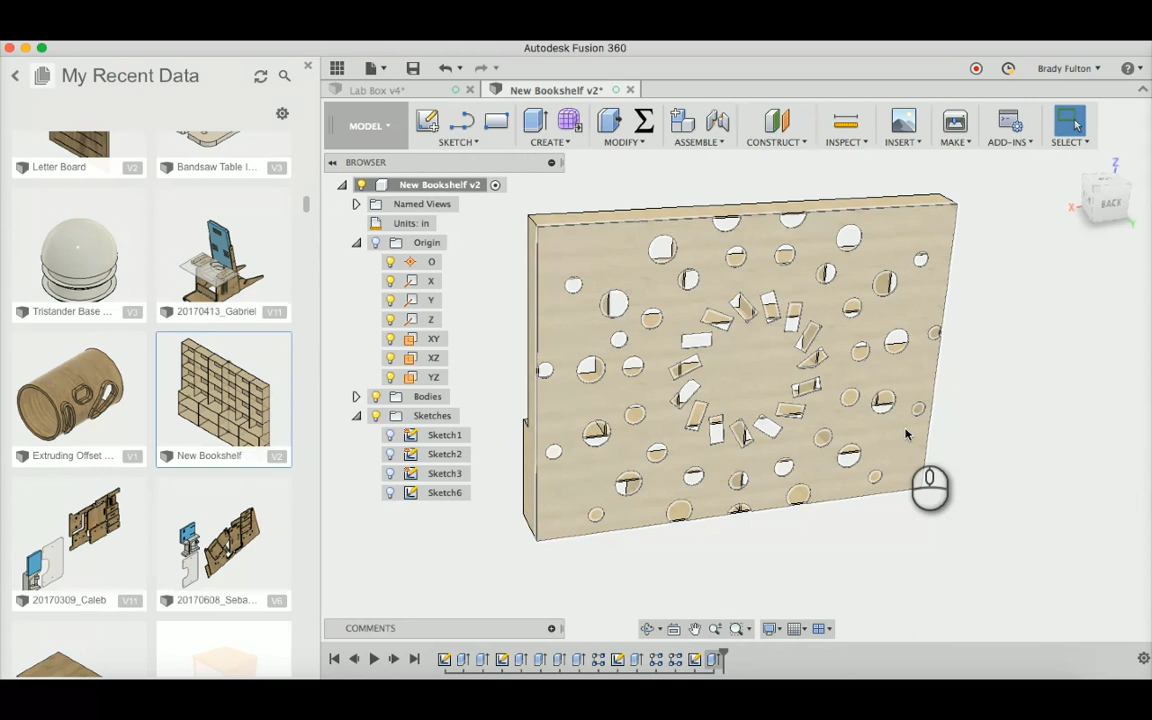 Autodesk Fusion 360
My Recent Data
Lab Box v4*
New Bookshelf v2*
Brady Fulton
MODEL
SKETCH
CREATE
MODIFY
ASSEMBLE
CONSTRUCT
INSPECT
INSERT
MAKE
ADD-INS
SELECT
BROWSER
New Bookshelf v2
Named Views
Units: in
Origin
O
X
Y
Z
XY
XZ
YZ
Bodies
Sketches
Sketch1
Sketch2
Sketch3
Sketch6
Letter Board V2
Bandsaw Table I... V3
Tristander Base ... V3
20170413_Gabriel V11
Extruding Offset ... V1
New Bookshelf V2
20170309_Caleb V11
20170608_Seba... V6
Z
BACK
X
Y
COMMENTS